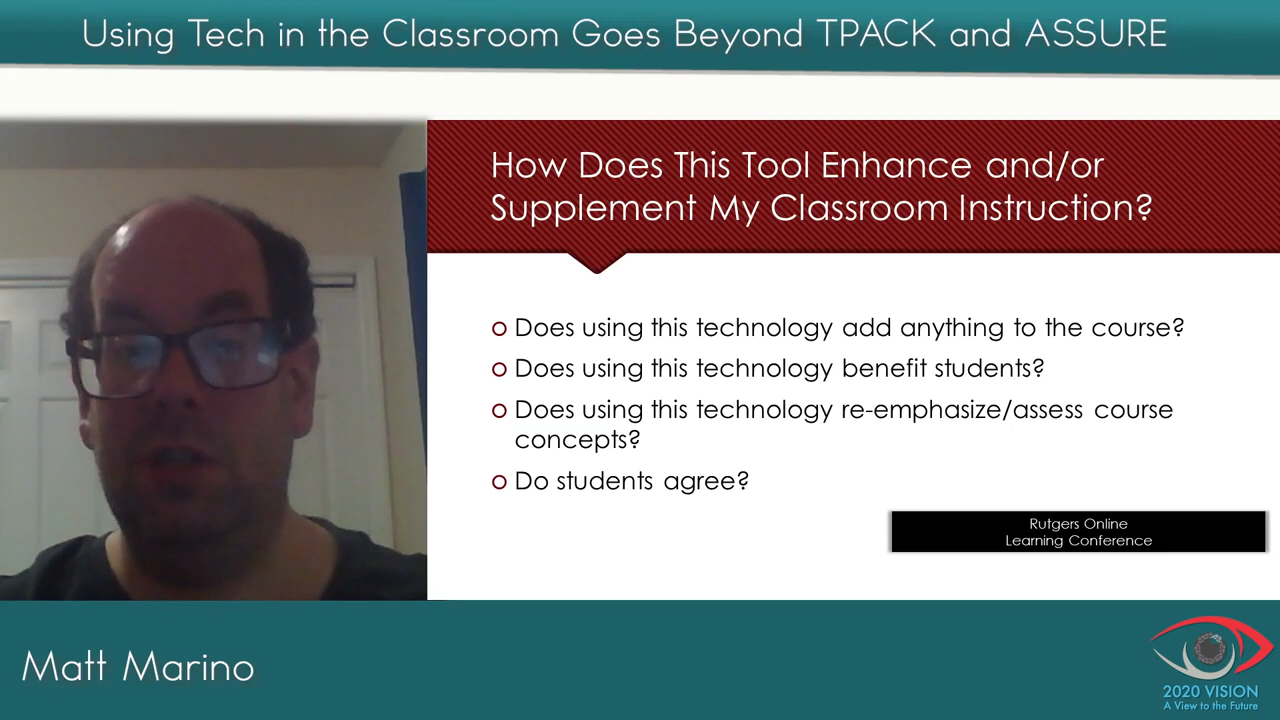 Using Tech in the Classroom Goes Beyond TPACK and ASSURE
How Does This Tool Enhance and/or
Supplement My Classroom Instruction?
Does using this technology add anything to the course?
Does using this technology benefit students?
Does using this technology re-emphasize/assess course
concepts?
Do students agree?
Rutgers Online
Learning Conference
Matt Marino
2020 VISION
A View to the Future